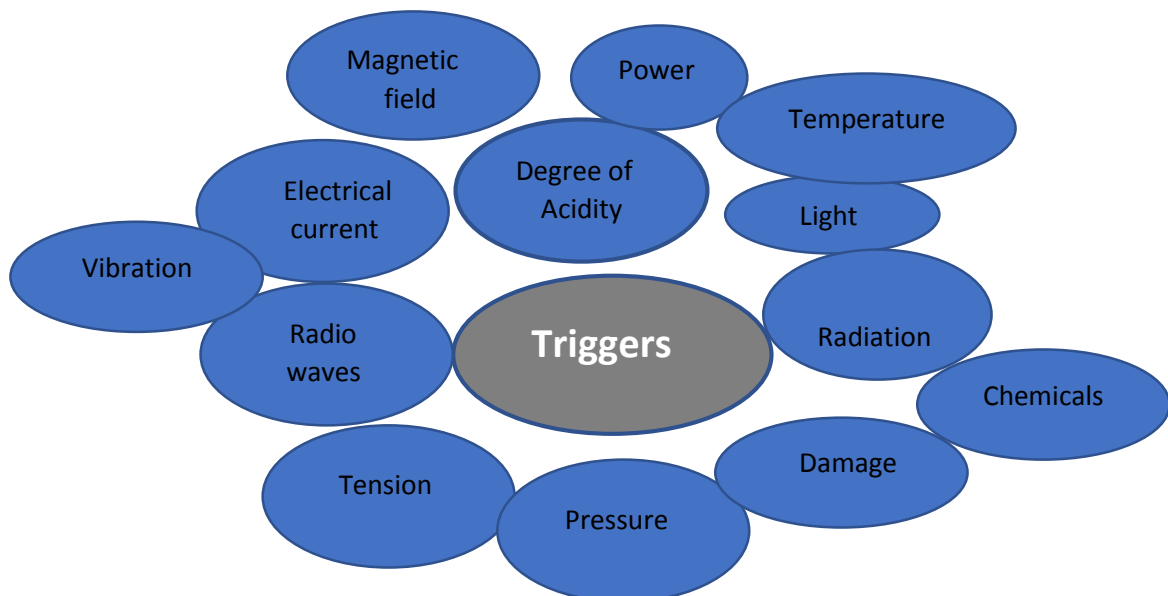 Magnetic
field
Power
Temperature
Degree of
Acidity
Electrical
current
Light
Vibration
Radio
waves
Triggers
Radiation
Chemicals
Damage
Tension
Pressure